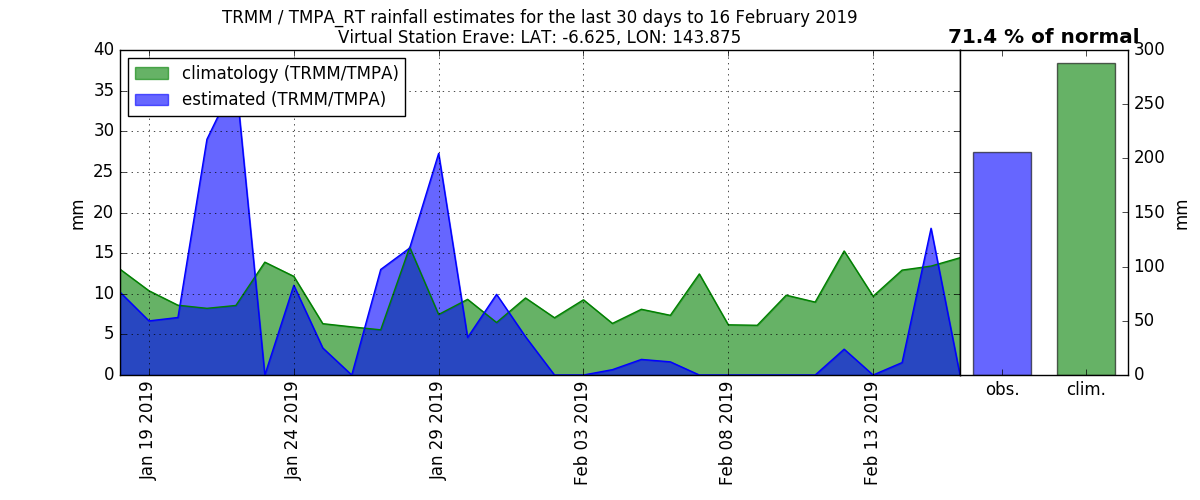 TRMM / TMPA_RT rainfall estimates for the last 30 days to 16 February 2019
Virtual Station Erave: LAT: -6.625, LON: 143.875
71.4 % of normal
climatology (TRMM/TMPA)
estimated (TRMM/TMPA)
40
35
30
25
20
15
10
5
0
mm
Jan 19 2019
Jan 24 2019
Jan 29 2019
Feb 03 2019
Feb 08 2019
Feb 13 2019
obs.
clim.
300
250
200
150
100
50
0
mm